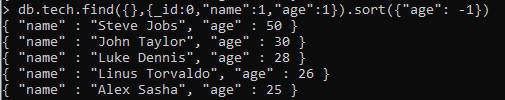 > db.tech.find({},{_id:0,"name":1,"age":1}).sort({"age": -1})
{ "name" : "Steve Jobs", "age" : 50 }
{ "name" : "John Taylor", "age" : 30 }
{ "name" : "Luke Dennis", "age" : 28 }
{ "name" : "Linus Torvaldo", "age" : 26 }
{ "name" : "Alex Sasha", "age" : 25 }